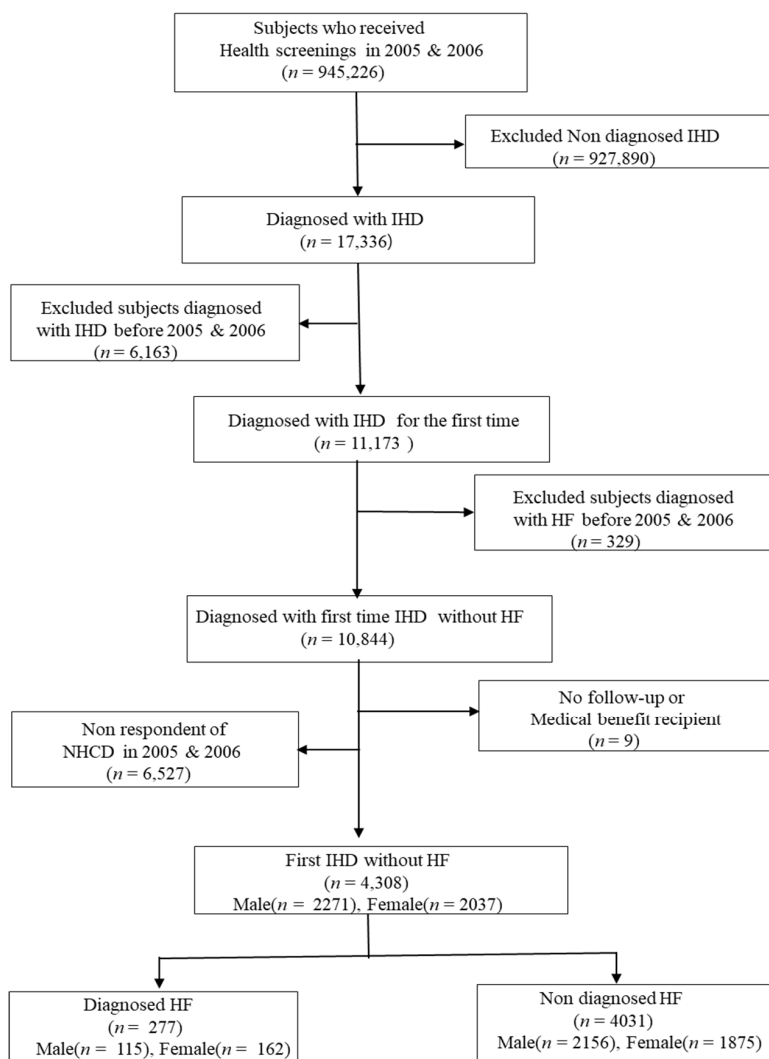 Subjects who received
Health screenings in 2005 & 2006
(n = 945,226)
Excluded Non diagnosed IHD
(n = 927,890)
Diagnosed with IHD
(n = 17,336)
Excluded subjects diagnosed
with IHD before 2005 & 2006
(n = 6,163)
Diagnosed with IHD for the first time
(n = 11,173 )
Excluded subjects diagnosed
with HF before 2005 & 2006
(n = 329)
Diagnosed with first time IHD without HF
(n = 10,844)
No follow-up or
Medical benefit recipient
(n = 9)
Non respondent of
NHCD in 2005 & 2006
(n = 6,527)
First IHD without HF
(n = 4,308)
Male(n = 2271), Female(n = 2037)
Diagnosed HF
(n = 277)
Male(n = 115), Female(n = 162)
Non diagnosed HF
(n = 4031)
Male(n = 2156), Female(n = 1875)